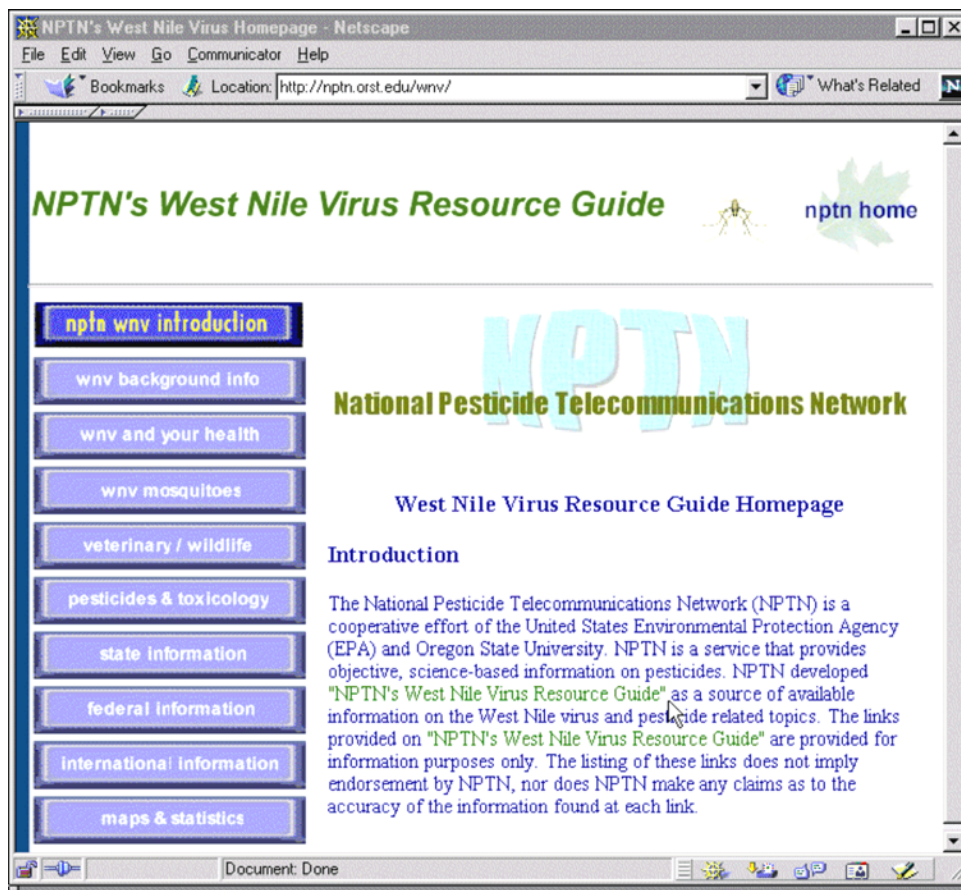 NPTN's West Nile Virus Homepage - Netscape
File Edit View Go Communicator Help
Bookmarks Location: http://nptn.orst.edu/wnv/ What's Related N
NPTN's West Nile Virus Resource Guide
nptn home
nptn wnv introduction
wnv background info
wnv and your health
wnv mosquitoes
veterinary / wildlife
pesticides & toxicology
state information
federal information
international information
maps & statistics
NPTN
National Pesticide Telecommunications Network
West Nile Virus Resource Guide Homepage
Introduction
The National Pesticide Telecommunications Network (NPTN) is a
cooperative effort of the United States Environmental Protection Agency
(EPA) and Oregon State University. NPTN is a service that provides
objective, science-based information on pesticides. NPTN developed
"NPTN's West Nile Virus Resource Guide" as a source of available
information on the West Nile virus and pesticide related topics. The links
provided on "NPTN's West Nile Virus Resource Guide" are provided for
information purposes only. The listing of these links does not imply
endorsement by NPTN, nor does NPTN make any claims as to the
accuracy of the information found at each link.
Document: Done